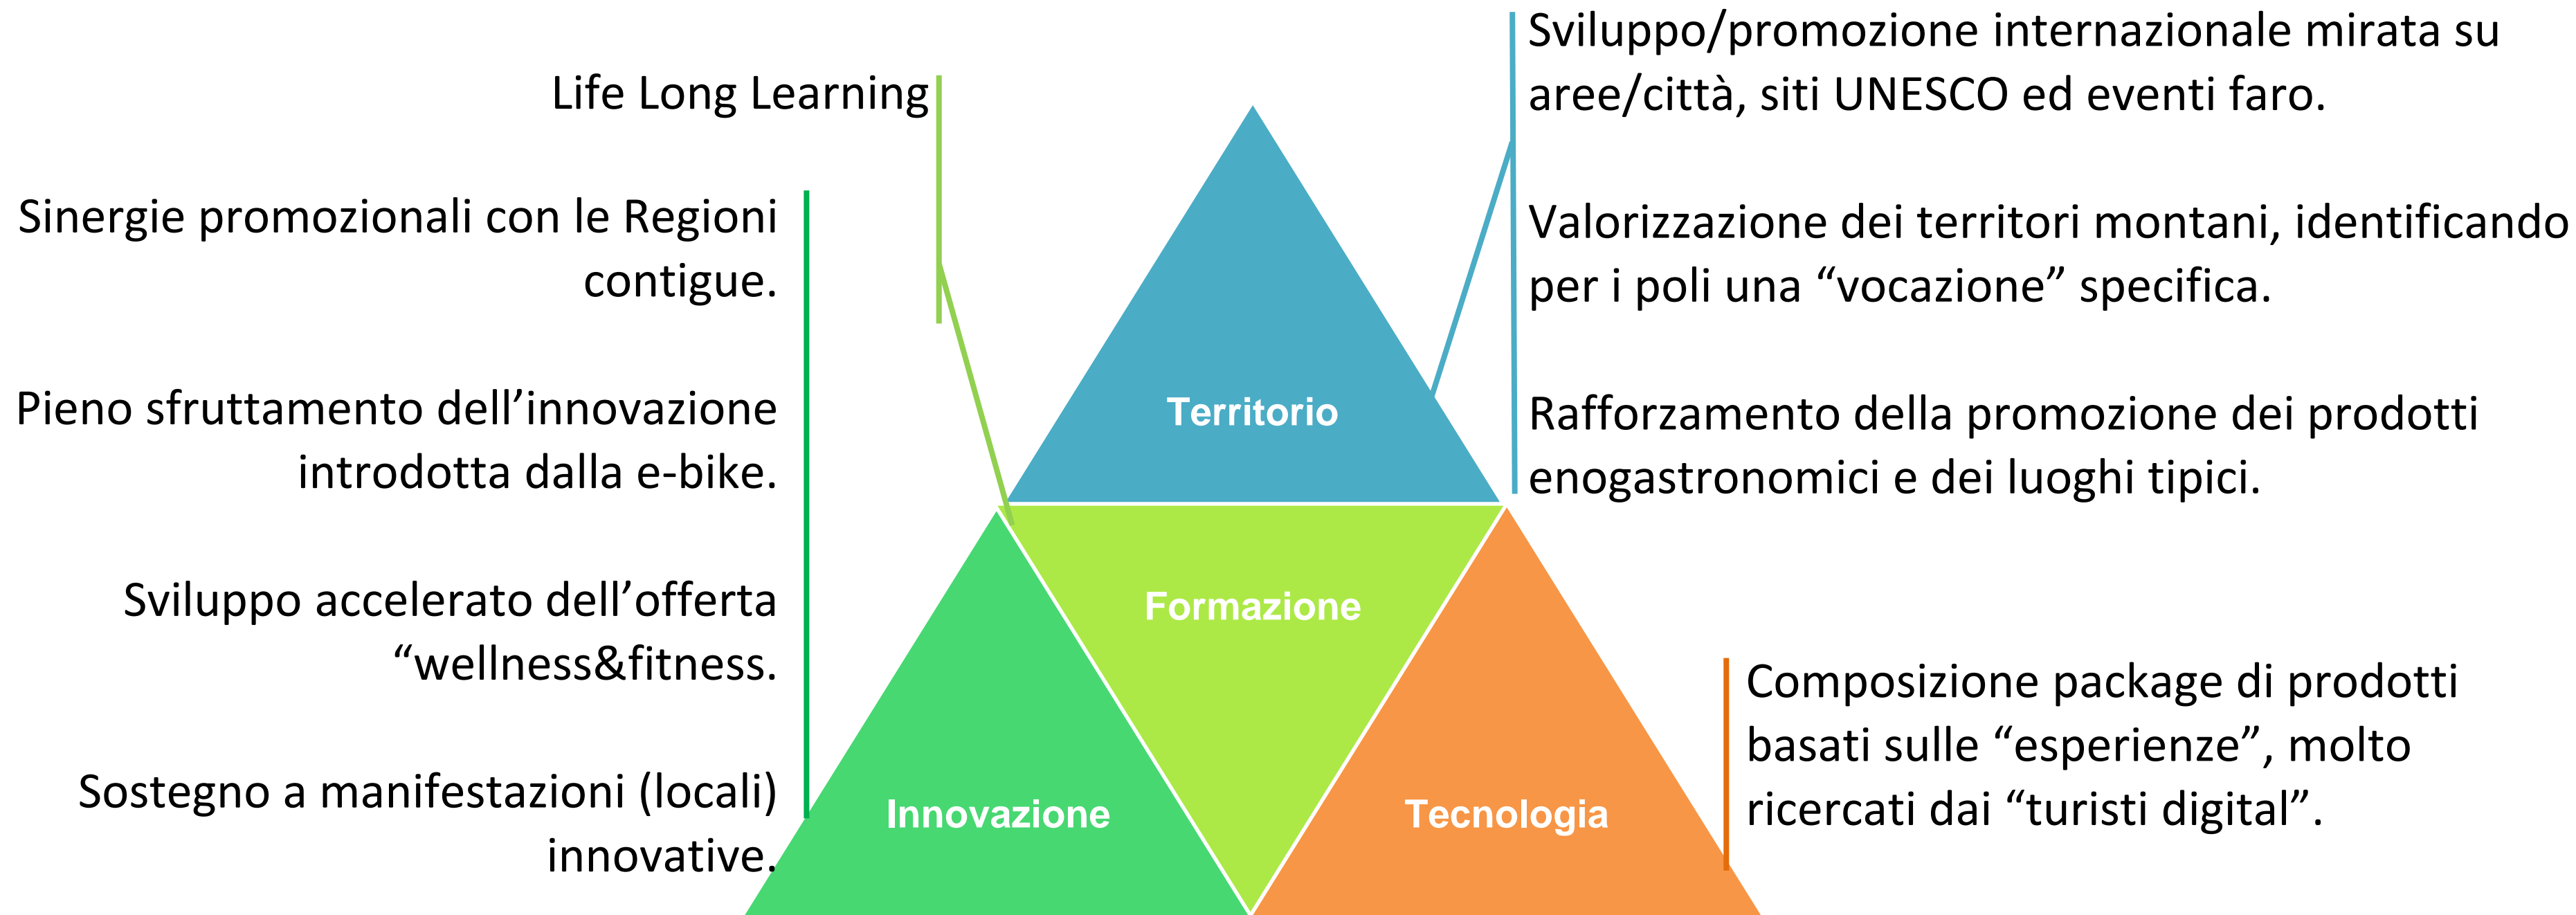 Life Long Learning
Sinergie promozionali con le Regioni
contigue.
Pieno sfruttamento dell’innovazione
introdotta dalla e-bike.
Sviluppo accelerato dell’offerta
“wellness&fitness.
Sostegno a manifestazioni (locali)
innovative.
Sviluppo/promozione internazionale mirata su
aree/città, siti UNESCO ed eventi faro.
Valorizzazione dei territori montani, identificando
per i poli una “vocazione” specifica.
Rafforzamento della promozione dei prodotti
enogastronomici e dei luoghi tipici.
Territorio
Formazione
Innovazione
Tecnologia
Composizione package di prodotti
basati sulle “esperienze”, molto
ricercati dai “turisti digital”.